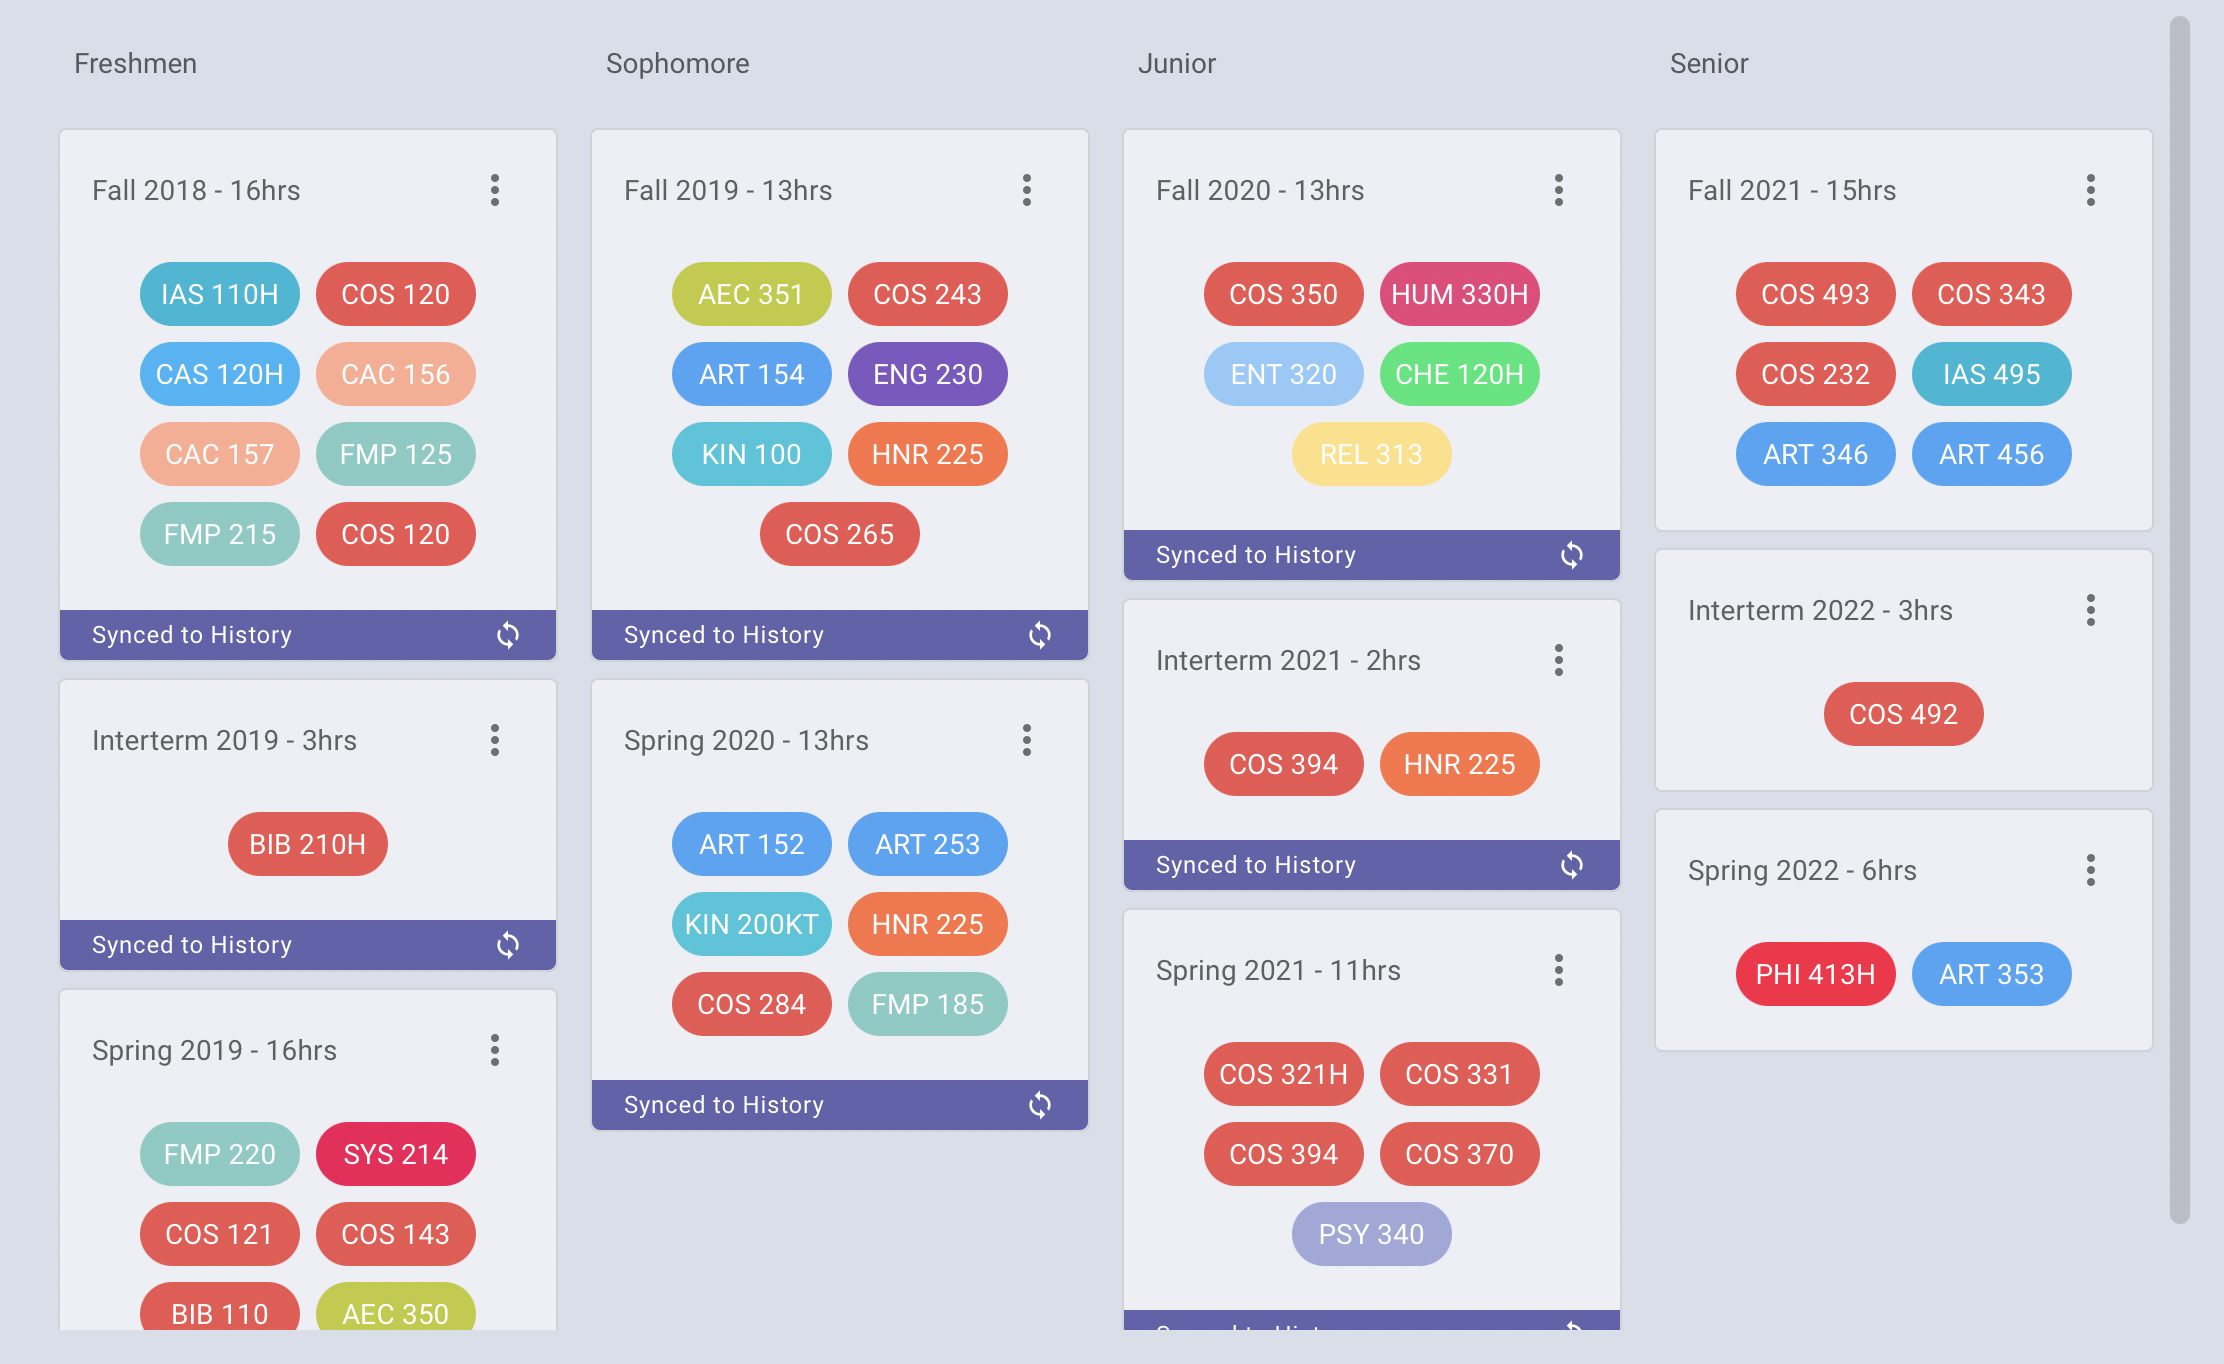 Freshmen
Fall 2018 - 16hrs
IAS 110H COS 120
CAS 120H CAC 156
CAC 157 FMP 125
FMP 215 COS 120
Synced to History
Interterm 2019 - 3hrs
BIB 210H
Synced to History
Spring 2019 - 16hrs
FMP 220 SYS 214
COS 121 COS 143
BIB 110 AEC 350
Sophomore
Fall 2019 - 13hrs
AEC 351 COS 243
ART 154 ENG 230
KIN 100 HNR 225
COS 265
Synced to History
Spring 2020 - 13hrs
ART 152 ART 253
KIN 200KT HNR 225
COS 284 FMP 185
Synced to History
Junior
Fall 2020 - 13hrs
COS 350 HUM 330H
ENT 320 CHE 120H
REL 313
Synced to History
Interterm 2021 - 2hrs
COS 394 HNR 225
Synced to History
Spring 2021 - 11hrs
COS 321H COS 331
COS 394 COS 370
PSY 340
Senior
Fall 2021 - 15hrs
COS 493 COS 343
COS 232 IAS 495
ART 346 ART 456
Interterm 2022 - 3hrs
COS 492
Spring 2022 - 6hrs
PHI 413H ART 353